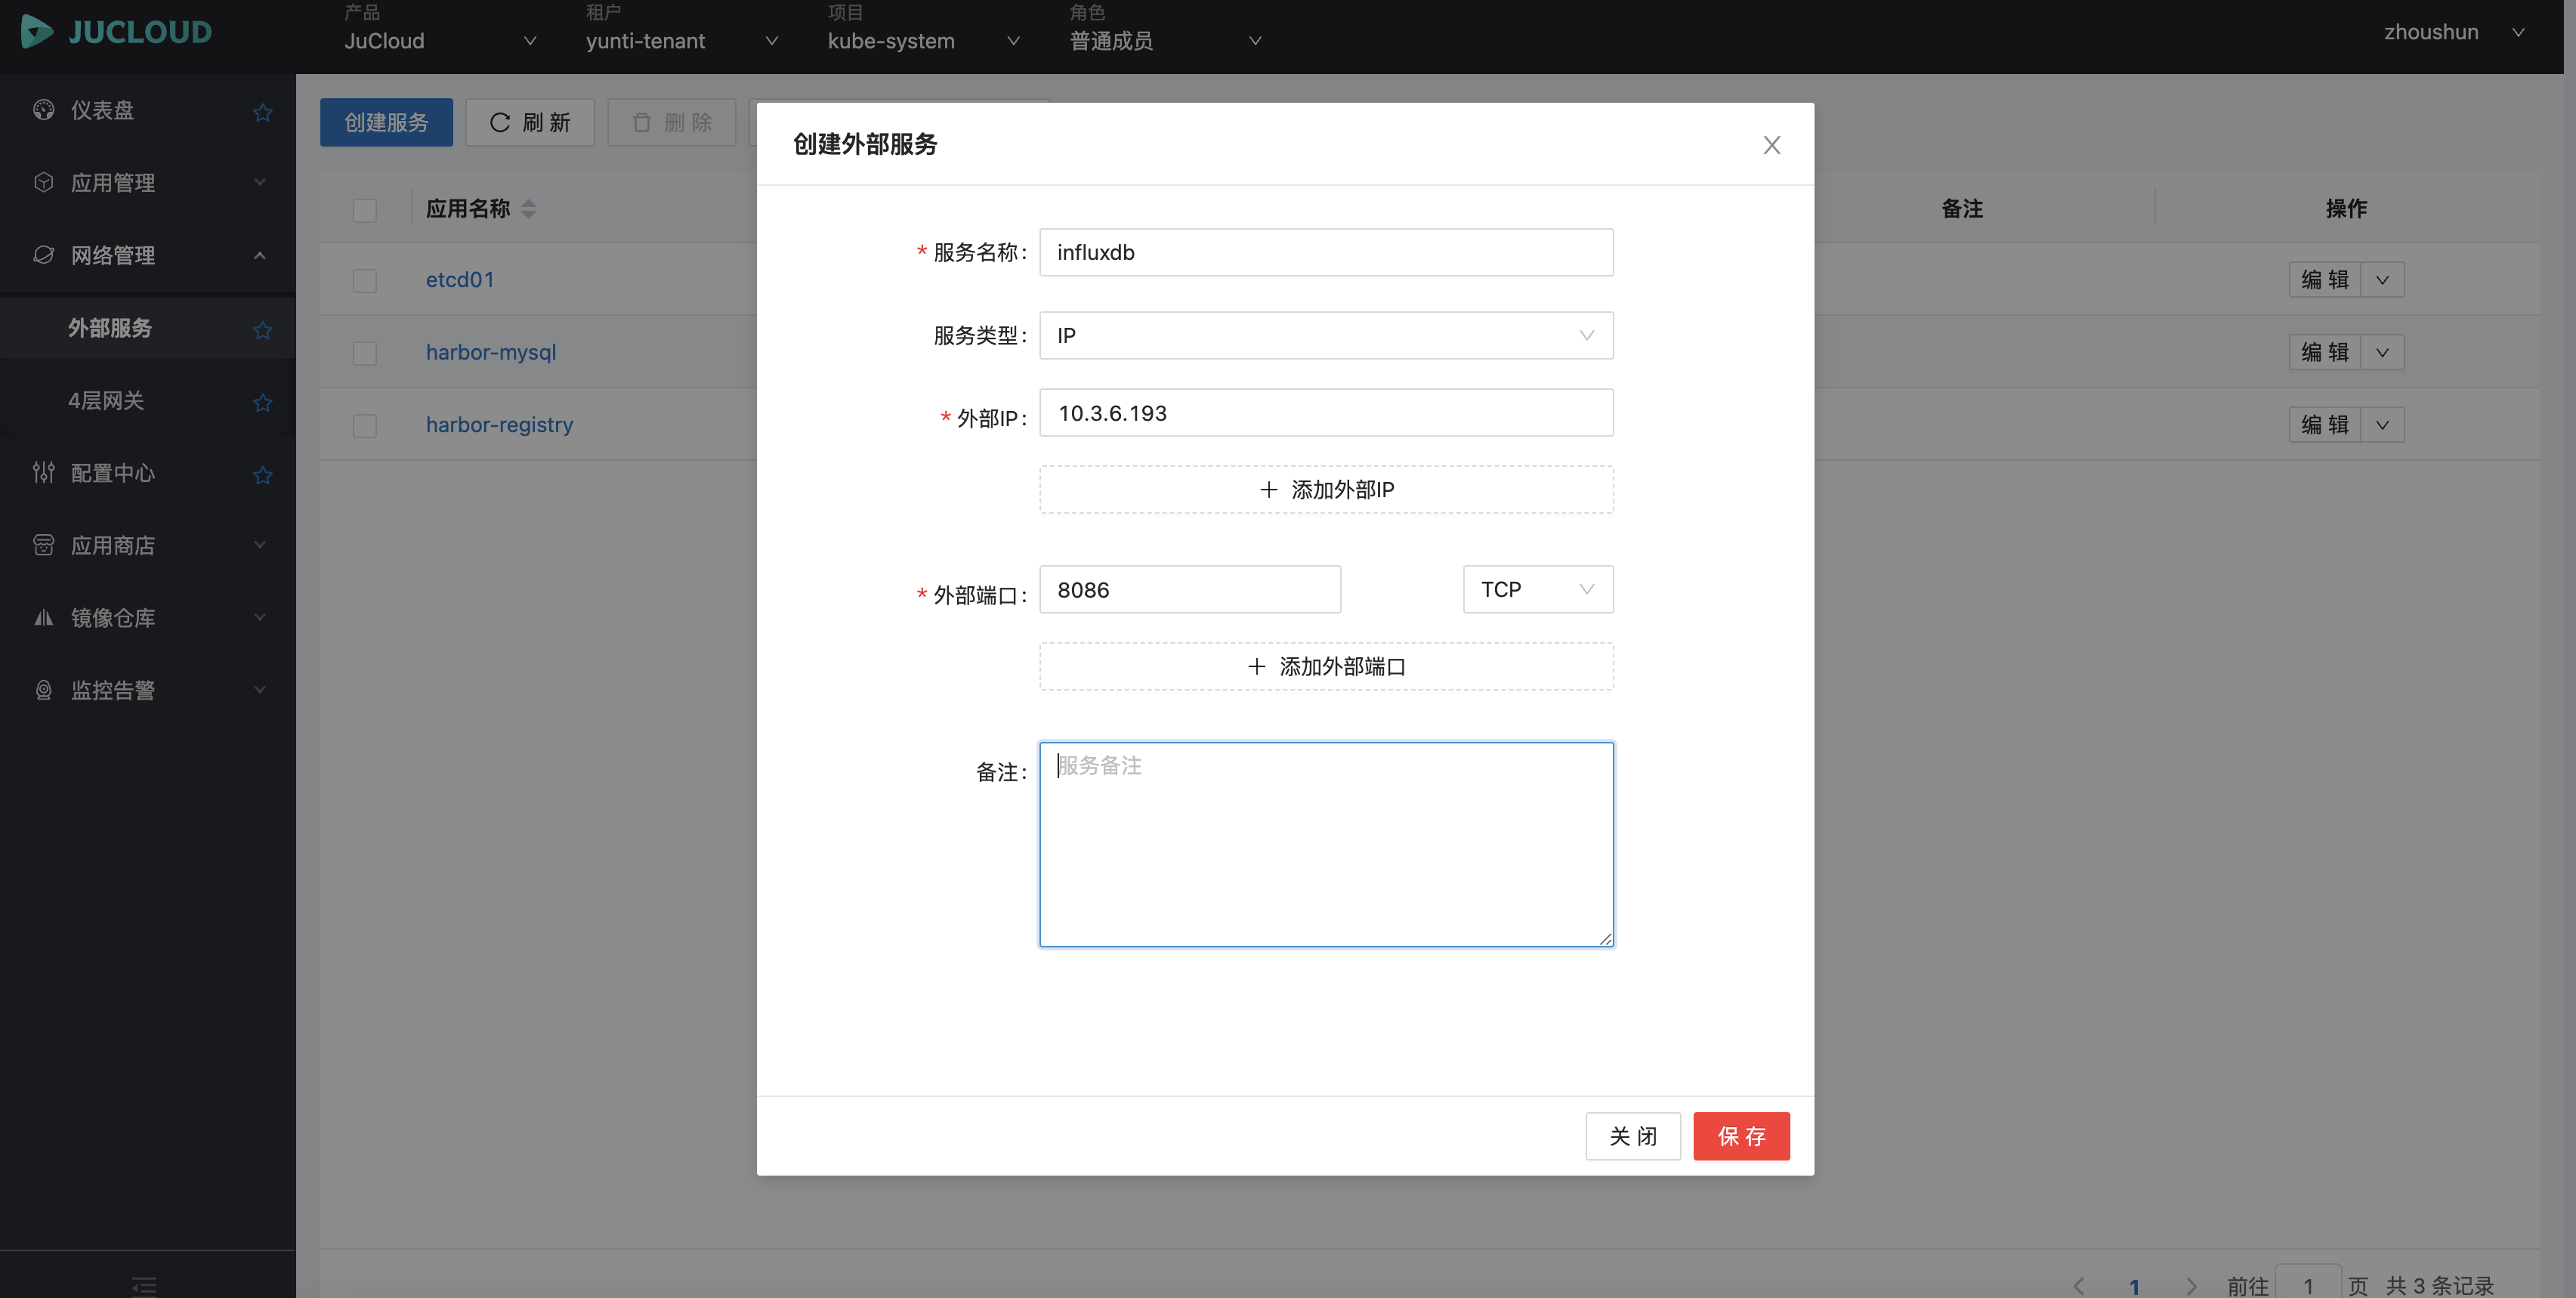 JUCLOUD
产品
JuCloud
租户
yunti-tenant
项目
kube-system
角色
普通成员
zhoushun
仪表盘
应用管理
网络管理
外部服务
4层网关
配置中心
应用商店
镜像仓库
监控告警
创建服务
刷 新
删 除
应用名称
备注
操作
etcd01
编 辑
harbor-mysql
编 辑
harbor-registry
编 辑
创建外部服务
* 服务名称:
influxdb
服务类型:
IP
* 外部IP:
10.3.6.193
+ 添加外部IP
* 外部端口:
8086
TCP
+ 添加外部端口
备注:
服务备注
关 闭
保 存
1
前往 1 页 共 3 条记录